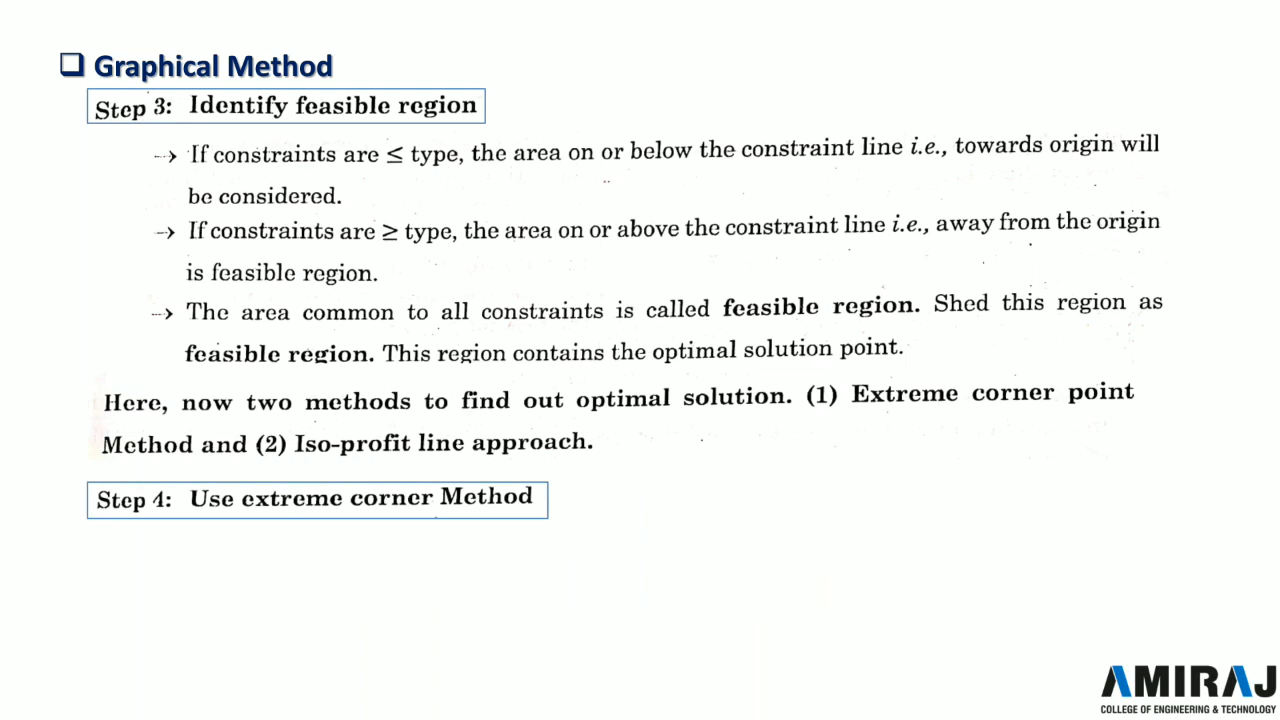 ❑ Graphical Method
Step 3: Identify feasible region
→ If constraints are ≤ type, the area on or below the constraint line i.e., towards origin will
be considered.
→ If constraints are ≥ type, the area on or above the constraint line i.e., away from the origin
is feasible region.
→ The area common to all constraints is called feasible region. Shed this region as
feasible region. This region contains the optimal solution point.
Here, now two methods to find out optimal solution. (1) Extreme corner point
Method and (2) Iso-profit line approach.
Step 4: Use extreme corner Method
AMIRAJ
COLLEGE OF ENGINEERING & TECHNOLOGY